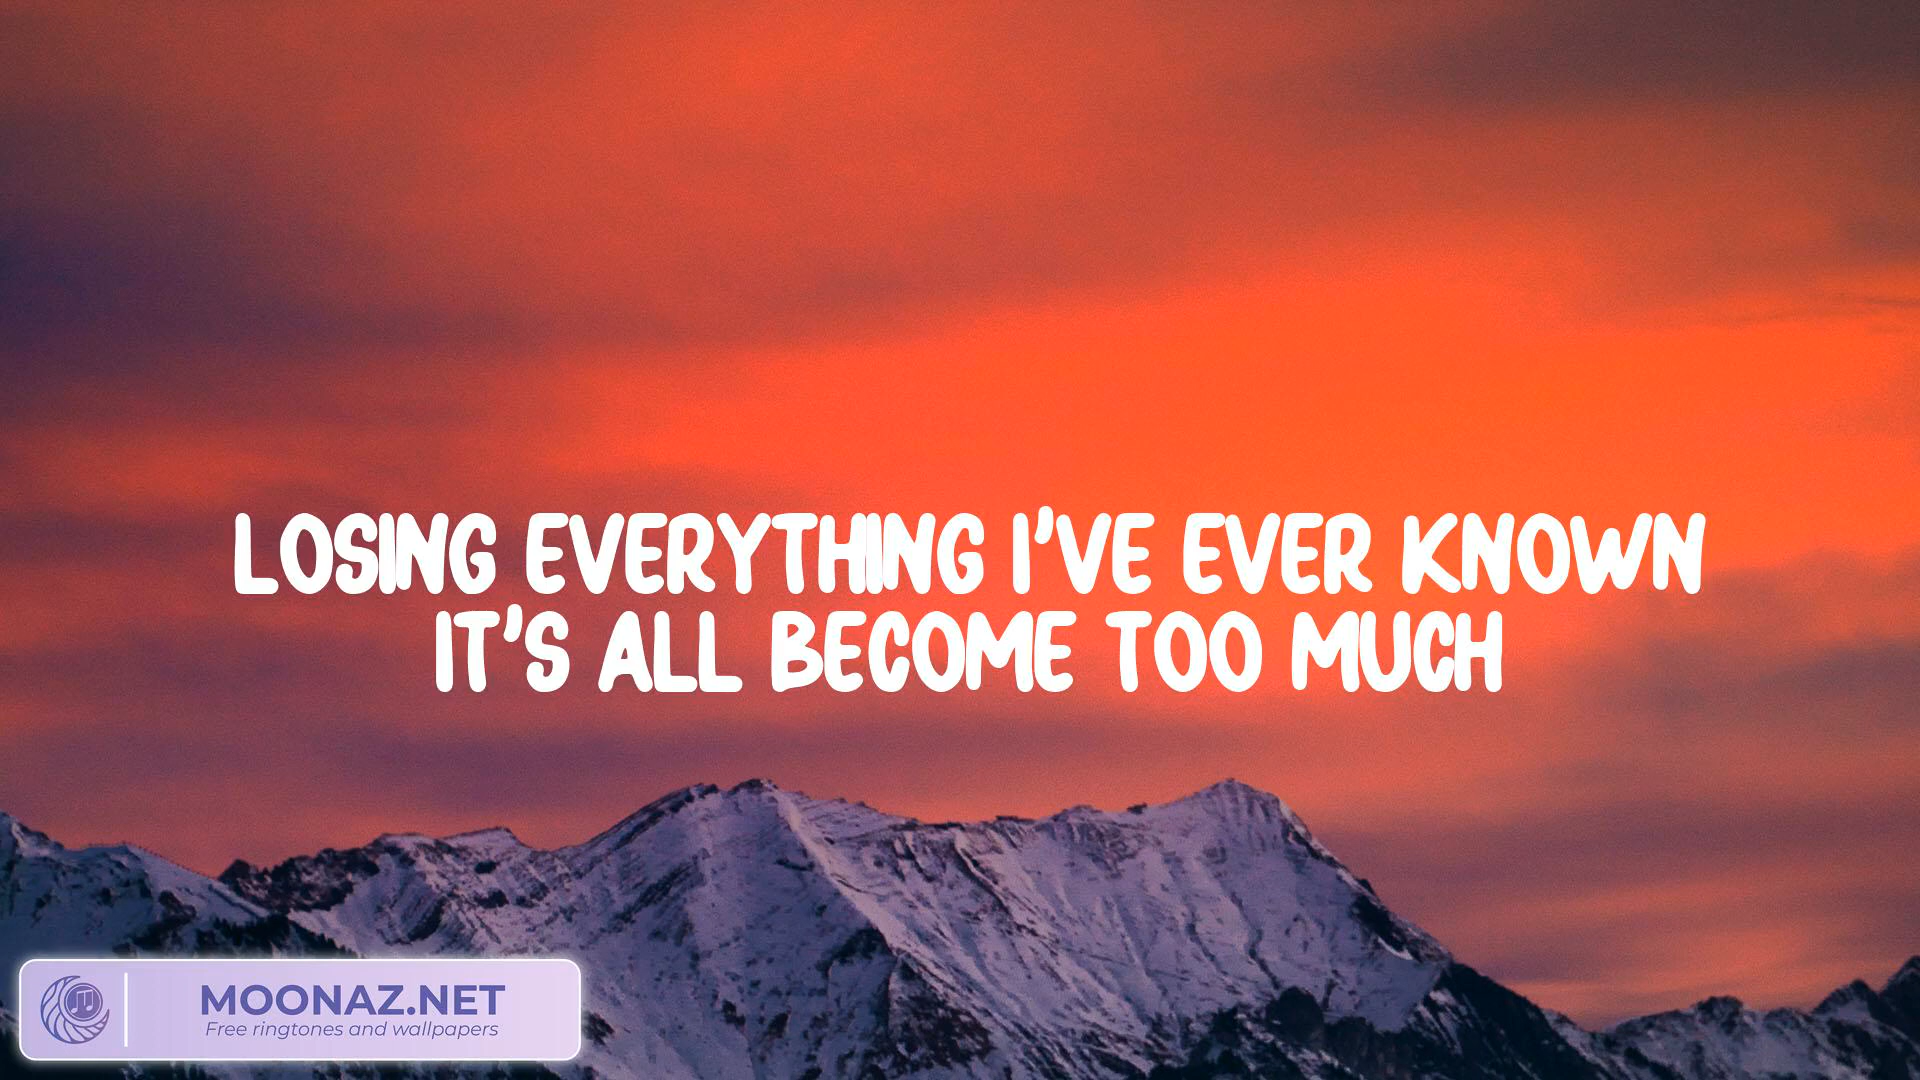 LOSING EVERYTHING I'VE EVER KNOWN
IT'S ALL BECOME TOO MUCH
MOONAZ.NET
Free ringtones and wallpapers